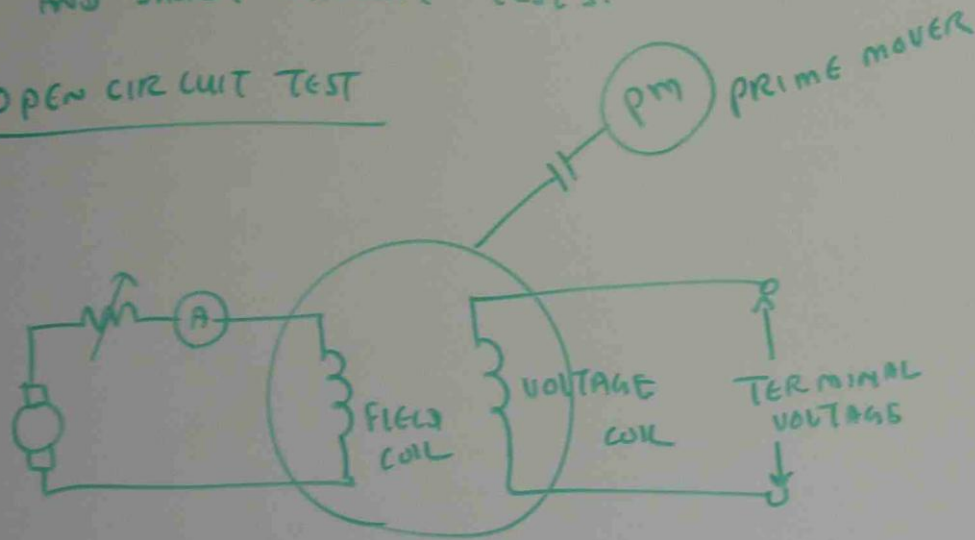 OPEN CIRCUIT TEST
PM
PRIME MOVER
A
FIELD
COIL
VOLTAGE
COIL
TERMINAL
VOLTAGE